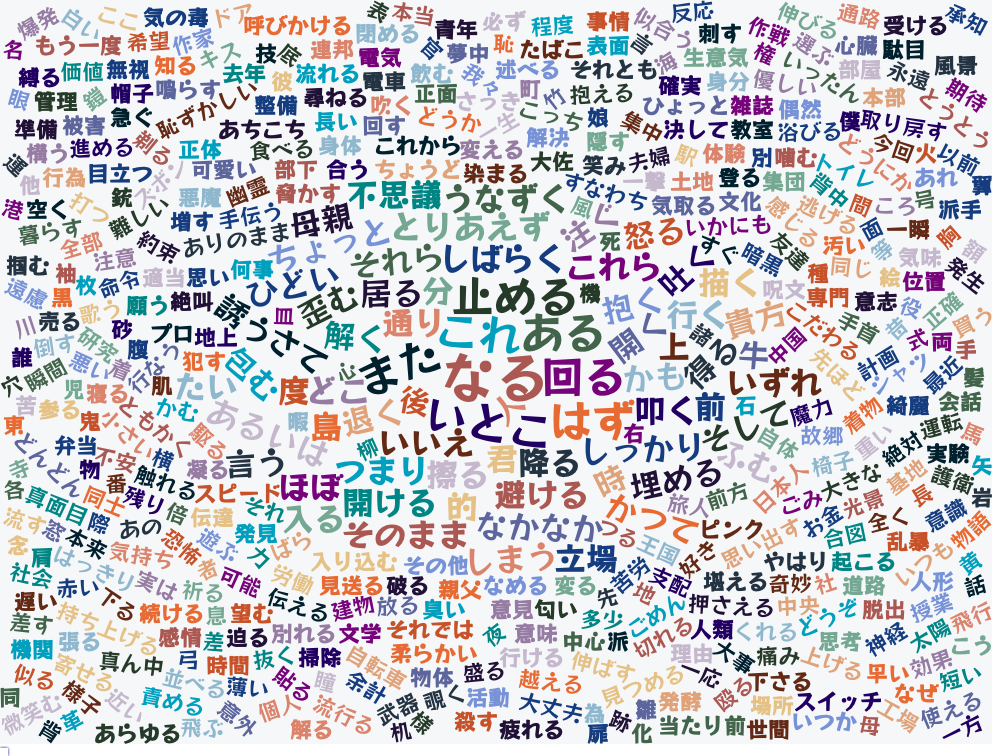 爆発 白い ここ 気の毒 ドア 表 本当 青年 必ず 程度 事情 似合う 反応 作戦 伸びる 通路 受ける 承知
名 もう一度 希望 作家 キス 呼びかける 閉める 官 夢中 恥 たばこ 表面 言 刺す 権 選ぶ 心臓 駄目
縛る 価値 無視 知る 技 連邦 電気 飲む 我々 述べる それとも 海 生意気 優しい いったん 部屋 永遠 風景
眼 管理 鎧 帽子 鳴らす 去年 彼 流れる 電車 正面 さっき 町 竹 抱える 確実 身分 本部 期待
準備 被害 急ぐ 剃る 恥ずかしい 整備 尋ねる 吹く どうか 一生 こっち 娘 ひょっと 雑誌 偶然 とうとう
運 構う 進める 正体 あちこち 長い 回す これから 変える 解決 隠す 集中 決して 教室 浴びる 僕 取り戻す
他 行為 目立つ ズボン 可愛い 食べる 身体 部下 合う ちょうど 染まる 大佐 笑み 夫婦 駅 体験 別 噛む トイレ どうにか 今回 火 以前
港 空く 打つ 銃 悪魔 幽霊 脅かす 不思議 うなずく すなわち 一撃 土地 登る 集団 背中 間 あれ 翼
暮らす 難しい 増す 手伝う 母親 とりあえず 風 じ 気取る 文化 感じる 逃げる ころ 号 派手
全部 注意 約束 ありのまま ちょっと 注 死 怒る いかにも 友達 汚い 面 等 一瞬 胸
掴む 袖 枚 命令 適当 思い 何事 ひどい それら しばらく これら 吐く すぐ 暗黒 種 同じ 絵 気味 顔
遠慮 黒 歌う 願う 絶叫 目 歪む 居る 分 止める 機 抱く 描く 呪文 専門 意志 位置 発生
川 売る 砂 プロ 地上 誘う さて 解く 通り これ ある 開く 行く 貴方 こだわる 手首 役 正確
誰 倒す 研究 腹 上 諸 牛 中国 先ほど 式 両 買う 手
穴 瞬間 悪い 着 行なう 犯す 包む 心 また なる 回る かも 得る 計画 シャツ 最近 髪
苦 児 寝る 肌 たい 度 どこ 後 人 叩く 前 いずれ 石 魔力 着物 綺麗 会話
東 参る 鬼 ともかく かむ あるいは 暇 島 退く いとこ はず 右 そして 故郷 運転 馬
どんどん 弁当 小さい 駆る 柳 いいえ しっかり 自体 重い 絶対 実験 矢
寺 物 不安 横 凝る 言う つまり 擦る 君 降る 時 埋める ふむ 日本人 椅子 基地 護衛
各 真面目 番 触れる スピード ほぼ 開ける 的 避ける 旅人 前方 ごみ 大きな 光景 長 意識 岩
流す 窓 際 同士 残り 倍 それ 入る そのまま なかなか かつて ピンク お金 全く 物語
念 本来 あの 伝達 発見 つる 王国 思い出す 合図 乱暴
肩 はっきり 気持ち 恐怖 遊ぶ 力 ばら 入り込む その他 しまう 立場 好き やはり 起こる いつも 黄
社会 赤い 実は 祈る 可能 労働 見送る 破る 親父 なめる 変る 先 苦労 支配 堪える 奇妙 社 道路 人形 話
遅い 下る 続ける 息 望む 伝える 建物 放る 臭い 意見 匂い 多少 地 ごめん 押さえる 中央 どうぞ 脱出 授業
差す 持ち上げる 感情 差 迫る 別れる 文学 それでは 夜 意味 中心 派 切れる 人類 くれる 思考 神経 太陽 飛行
機関 張る 真ん中 弓 時間 抜く 掃除 自転車 柔らかい 行ける 伸ばす 理由 大事 痛み 上げる 早い 効果 こう
似る 寄せる 並べる 薄い 貼る 瞳 余計 物体 盛る 越える 見つめる 一応 下さる 短い
同 様子 近い 責める 意外 個人 流行る 武器 覗く 活動 大丈夫 為 発酵 殴る 場所 スイッチ なぜ 使える
微笑む 革 背 あらゆる 飛ぶ 解る 机 様 殺す 疲れる 扉 跡 雛 化 当たり前 世間 いつか 母 工場 一方